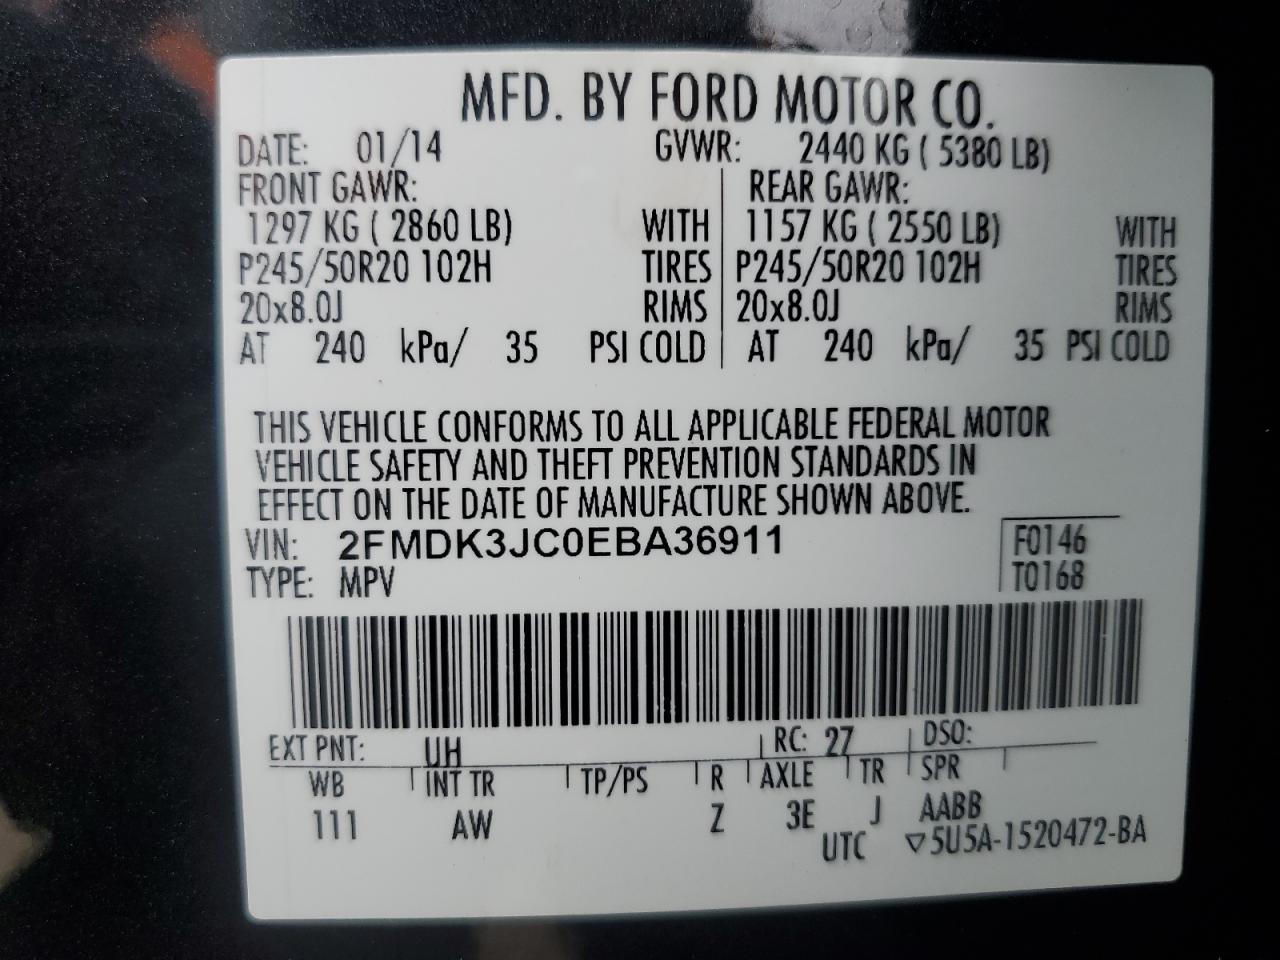 MFD. BY FORD MOTOR CO.
DATE: 01/14 GVWR: 2440 KG ( 5380 LB)
FRONT GAWR: REAR GAWR:
1297 KG ( 2860 LB) WITH 1157 KG ( 2550 LB) WITH
P245/50R20 102H TIRES P245/50R20 102H TIRES
20x8.0J RIMS 20x8.0J RIMS
AT 240 kPa/ 35 PSI COLD AT 240 kPa/ 35 PSI COLD
THIS VEHICLE CONFORMS TO ALL APPLICABLE FEDERAL MOTOR
VEHICLE SAFETY AND THEFT PREVENTION STANDARDS IN
EFFECT ON THE DATE OF MANUFACTURE SHOWN ABOVE.
VIN: 2FMDK3JC0EBA36911 F0146
TYPE: MPV T0168
EXT PNT: UH RC: 27 DSO:
WB INT TR TP/PS R AXLE TR SPR
111 AW Z 3E J AABB
UTC ▽5U5A-1520472-BA